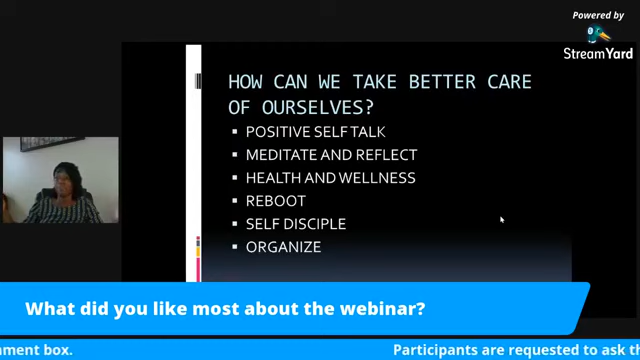 Powered by
StreamYard
HOW CAN WE TAKE BETTER CARE
OF OURSELVES?
▪ POSITIVE SELF TALK
▪ MEDITATE AND REFLECT
▪ HEALTH AND WELLNESS
▪ REBOOT
▪ SELF DISCIPLE
▪ ORGANIZE
What did you like most about the webinar?
box. Participants are requested to ask